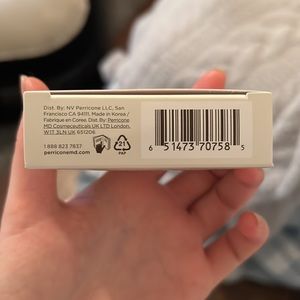 Dist. By: NV Perricone LLC, San
Francisco CA 94111. Made in Korea /
Fabriqué en Corée. Dist. By: Perricone
MD Cosmeceuticals UK LTD London,
W1T 3LN UK 651206
1 888 823 7837
perriconemd.com
21
PAP
6 51473 70758 5